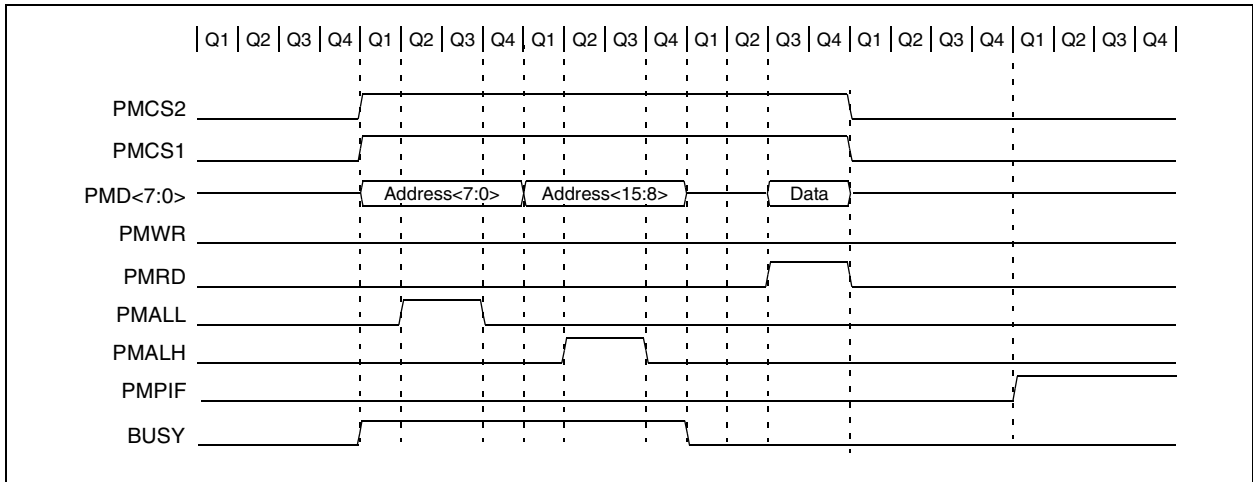 Q1 Q2 Q3 Q4 Q1 Q2 Q3 Q4 Q1 Q2 Q3 Q4 Q1 Q2 Q3 Q4 Q1 Q2 Q3 Q4 Q1 Q2 Q3 Q4
PMCS2
PMCS1
PMD<7:0> Address<7:0> Address<15:8> Data
PMWR
PMRD
PMALL
PMALH
PMPIF
BUSY